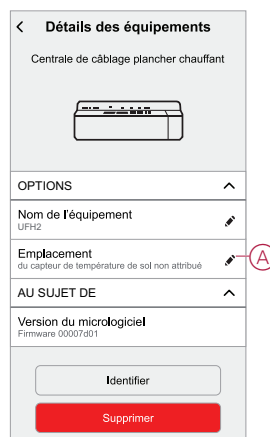 Détails des équipements
Centrale de câblage plancher chauffant
OPTIONS
Nom de l'équipement
UFH2
Emplacement
du capteur de température de sol non attribué
A
AU SUJET DE
Version du micrologiciel
Firmware 00007d01
Identifier
Supprimer